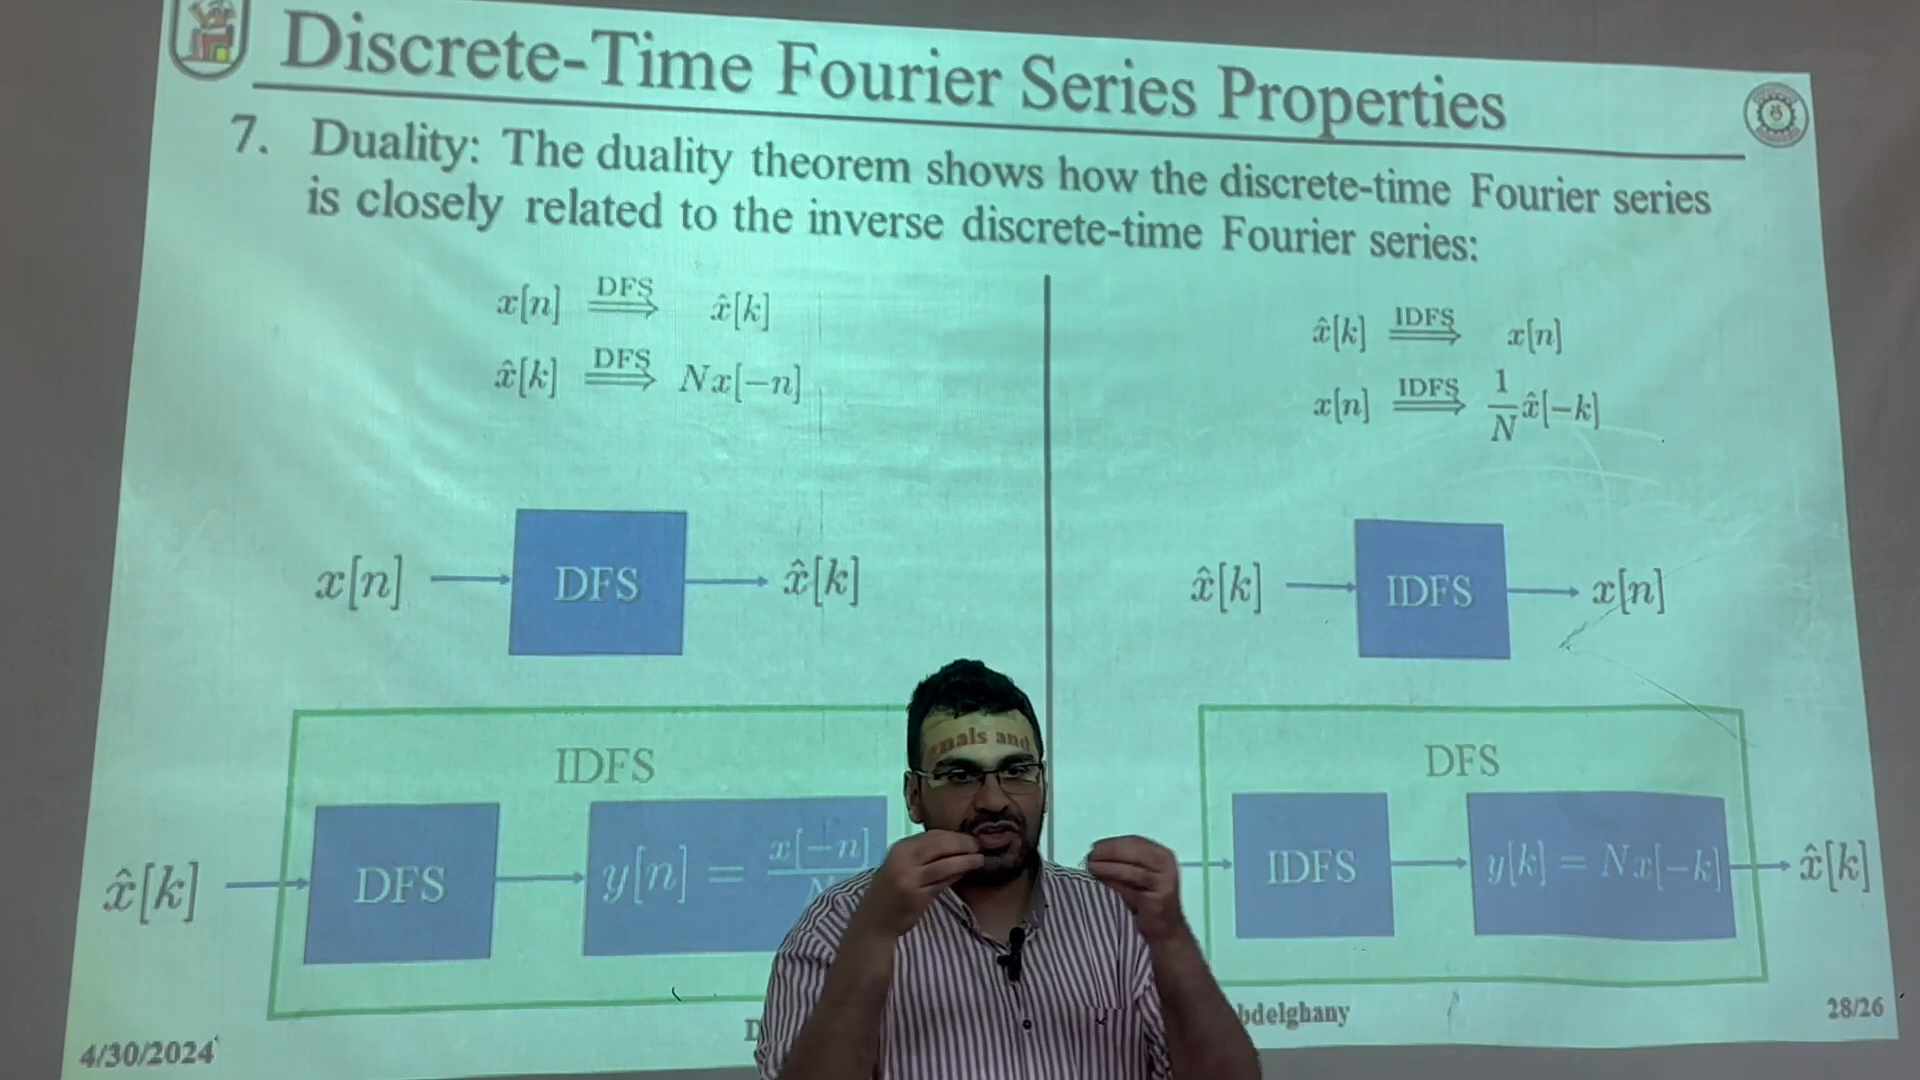 Discrete-Time Fourier Series Properties
7. Duality: The duality theorem shows how the discrete-time Fourier series
is closely related to the inverse discrete-time Fourier series:
x[n] DFS ⟹ x̂[k]
x̂[k] DFS ⟹ Nx[−n]
x̂[k] IDFS ⟹ x[n]
x[n] IDFS ⟹ 1/N x̂[−k]
x[n] DFS x̂[k]
x̂[k] IDFS x[n]
IDFS
x̂[k] DFS y[n] = x[−n]
DFS
IDFS y[k] = Nx[−k] x̂[k]
4/30/2024
28/26